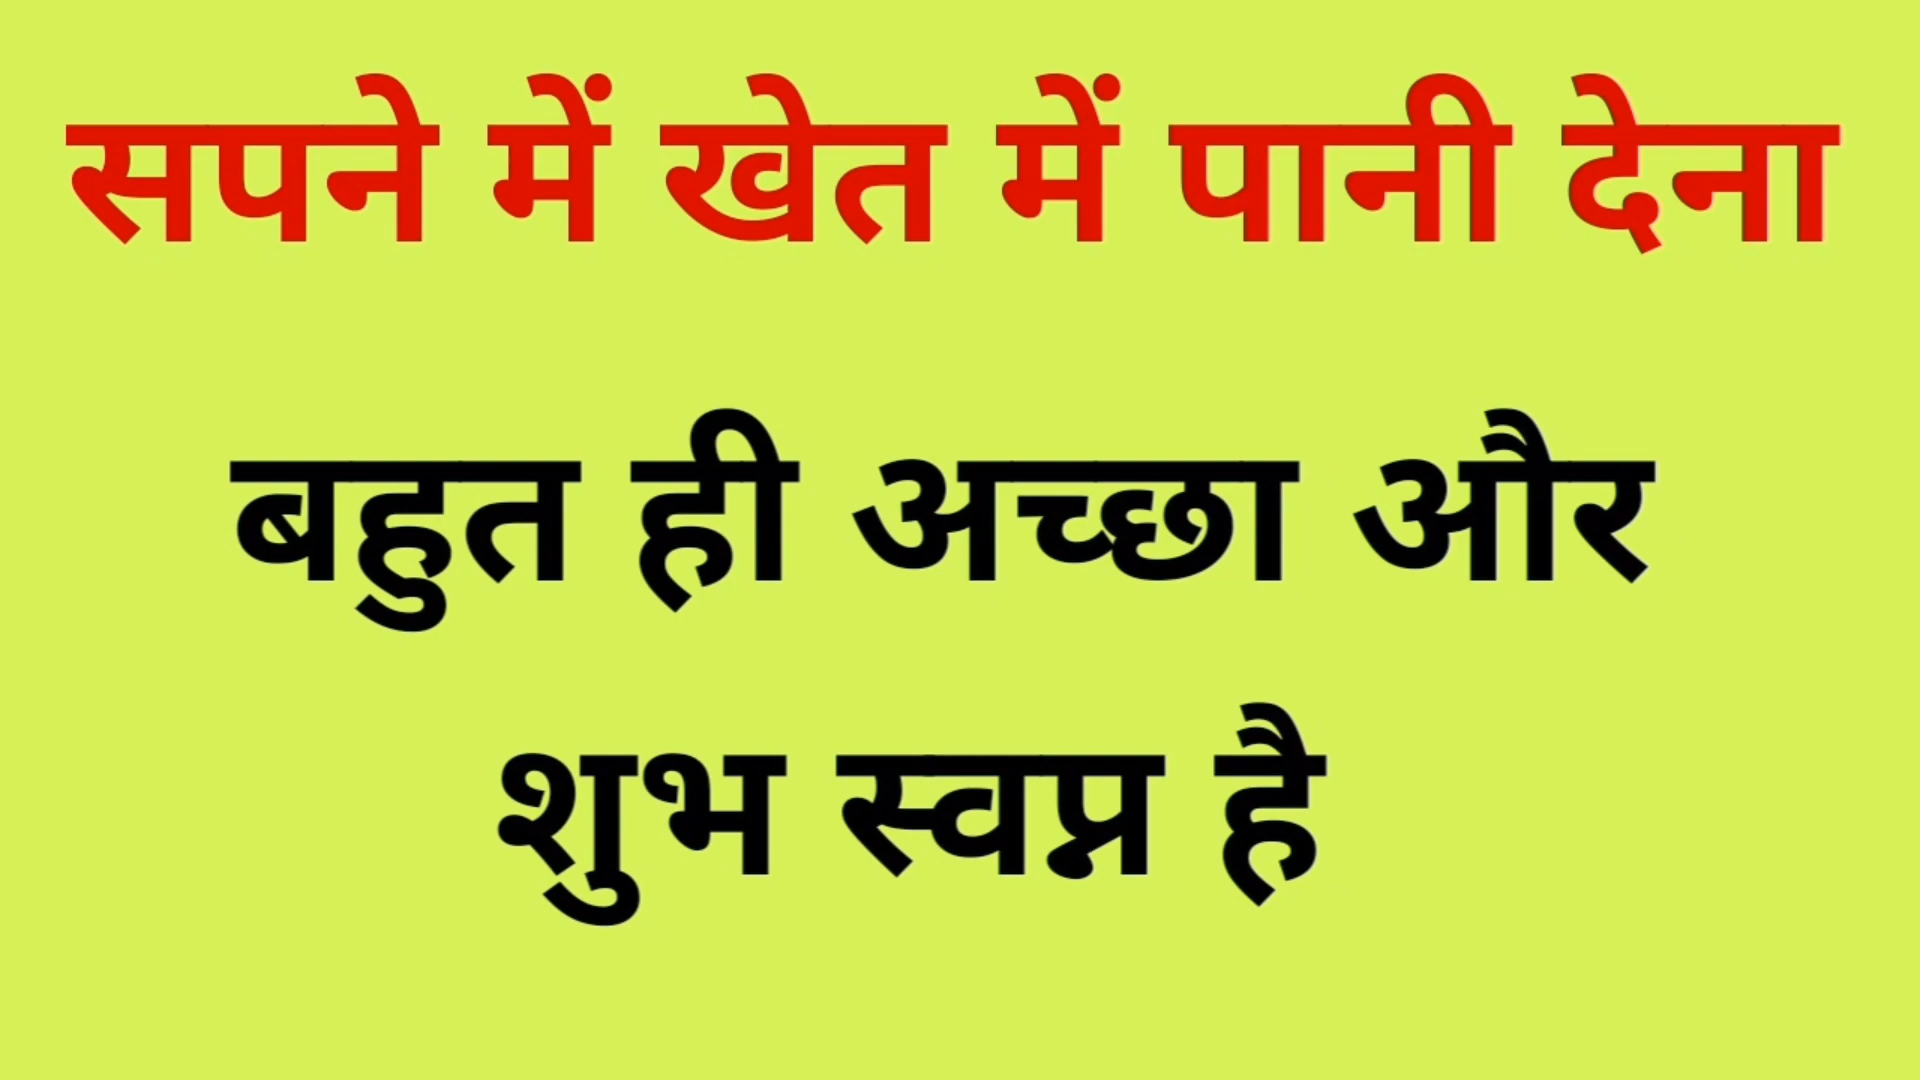 सपने में खेत में पानी देना
बहुत ही अच्छा और
शुभ स्वप्न है